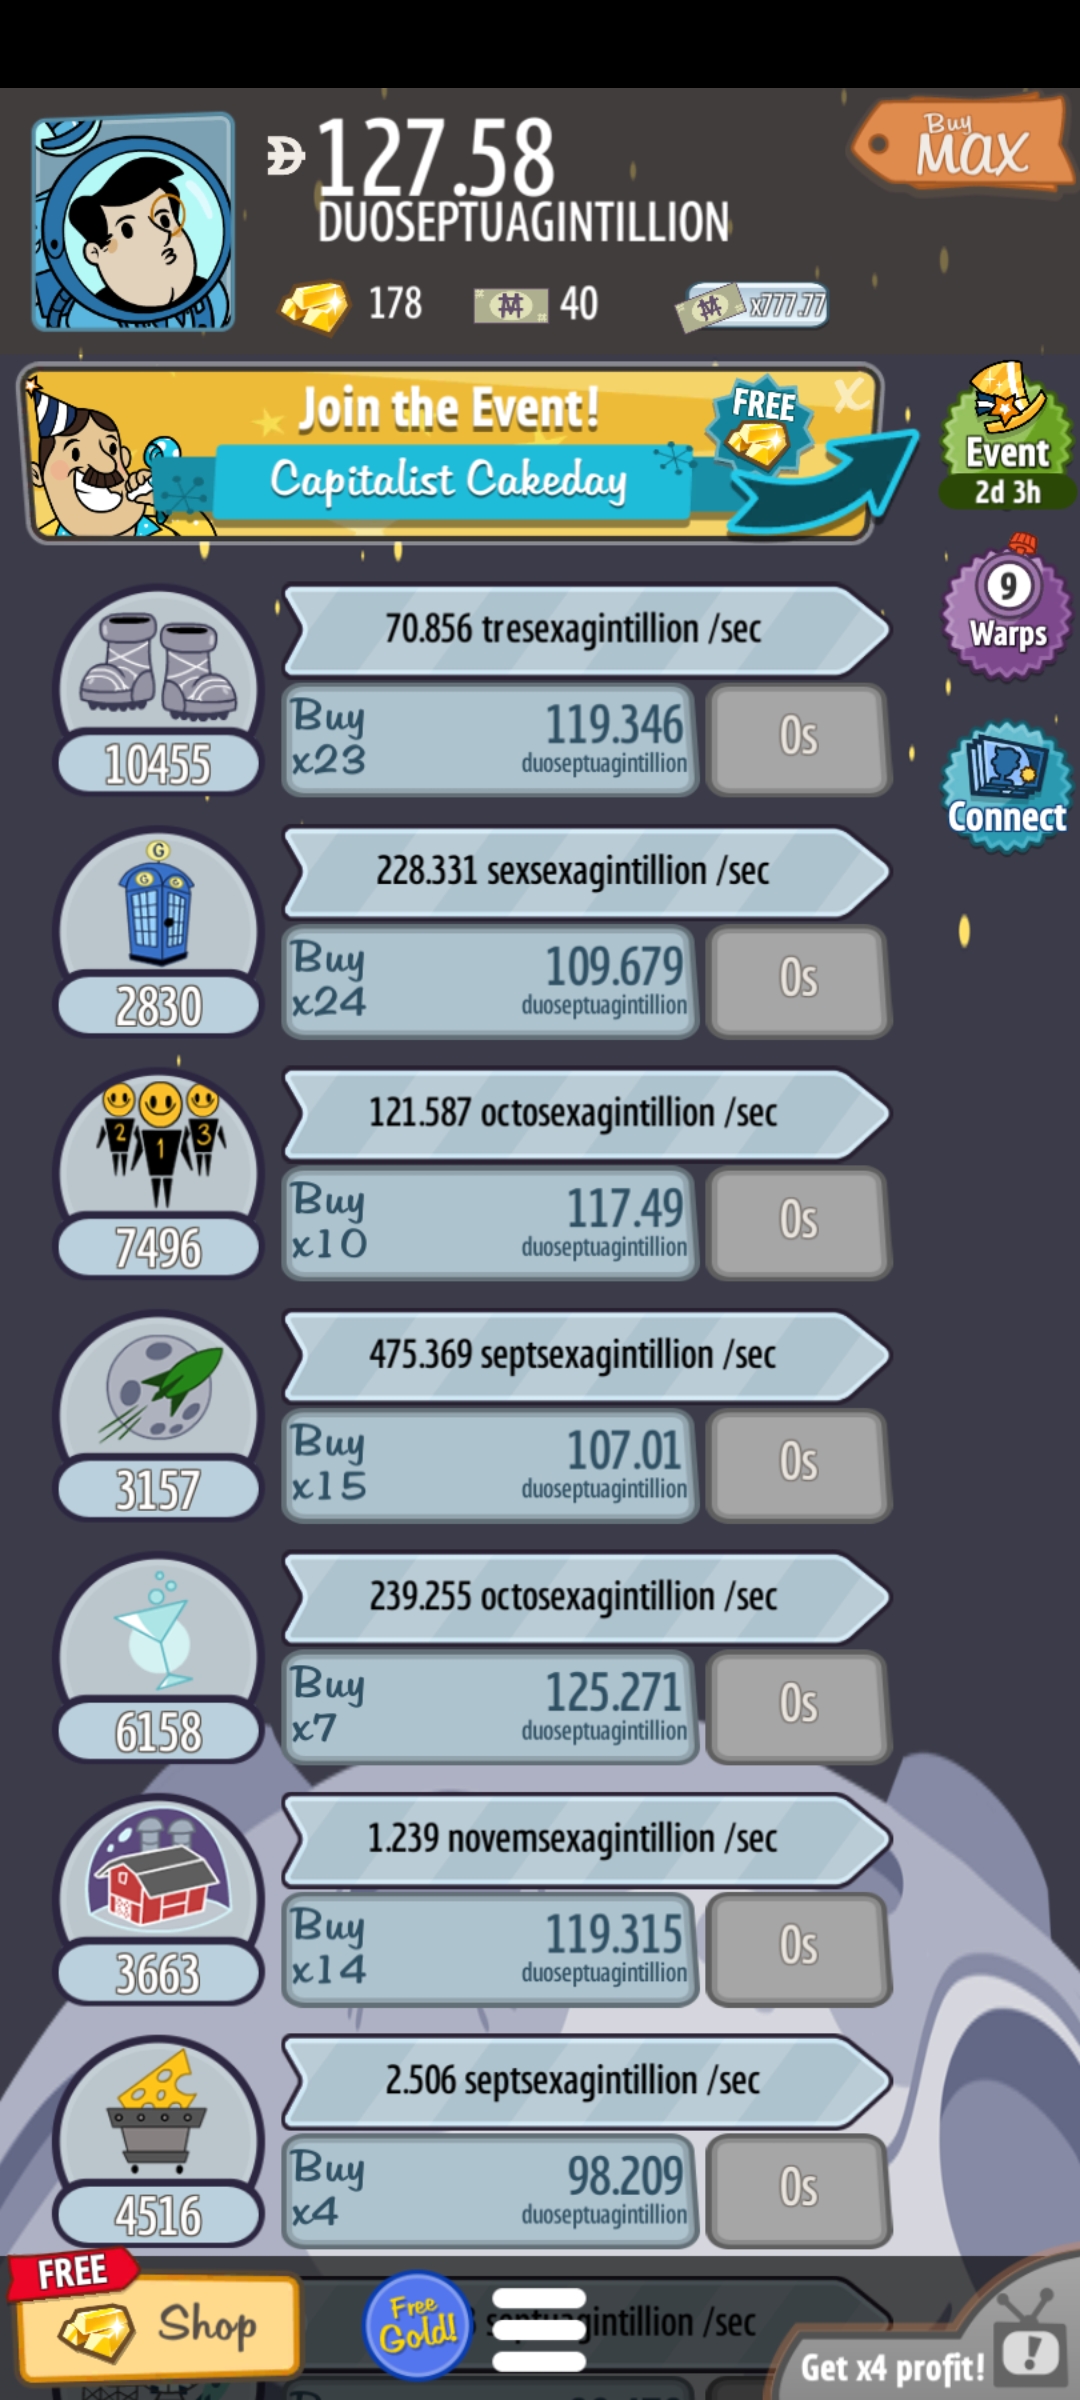 127.58
DUOSEPTUAGINTILLION
Buy
MAX
178
40
x777.77
Join the Event!
FREE
X
Capitalist Cakeday
Event
2d 3h
9
Warps
Connect
70.856 tresexagintillion /sec
10455
Buy
x23
119.346
duoseptuagintillion
0s
G
G G
228.331 sexsexagintillion /sec
2830
Buy
x24
109.679
duoseptuagintillion
0s
2 1 3
121.587 octosexagintillion /sec
7496
Buy
x10
117.49
duoseptuagintillion
0s
475.369 septsexagintillion /sec
3157
Buy
x15
107.01
duoseptuagintillion
0s
239.255 octosexagintillion /sec
6158
Buy
x7
125.271
duoseptuagintillion
0s
1.239 novemsexagintillion /sec
3663
Buy
x14
119.315
duoseptuagintillion
0s
2.506 septsexagintillion /sec
4516
Buy
x4
98.209
duoseptuagintillion
0s
FREE
Shop
Free
Gold!
/sec
Get x4 profit!
!